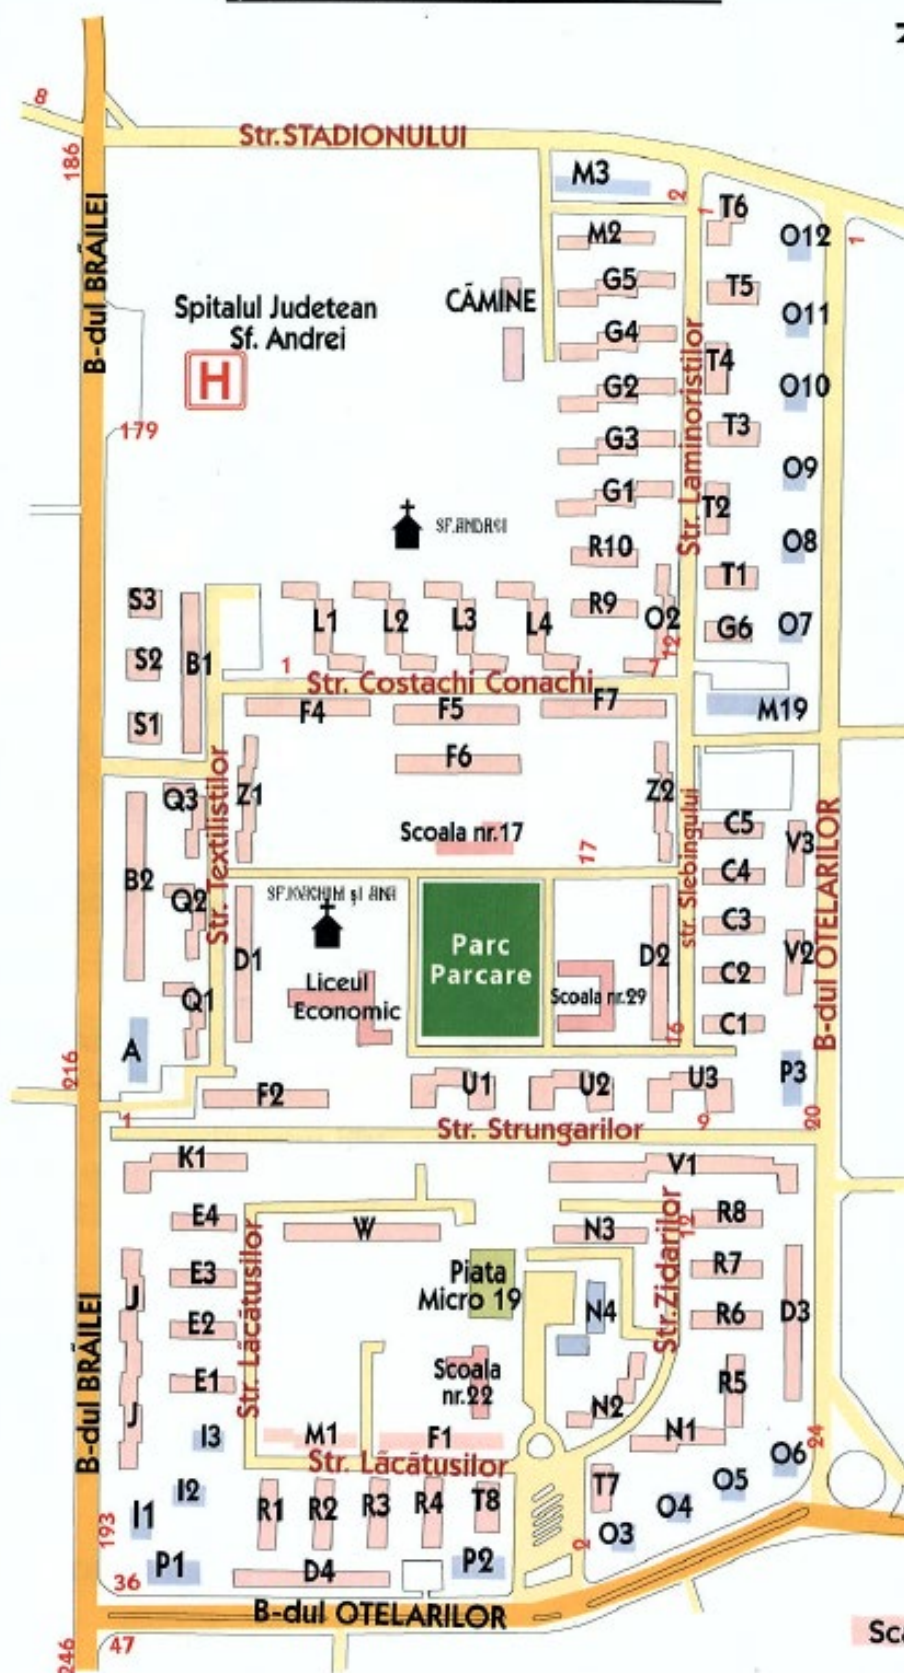 8
Str.STADIONULUI
186
M3
2
1
T6
B-dul BRĂILEI
M2
O12
1
G5
T5
Spitalul Judetean
Sf. Andrei
CĂMINE
O11
G4
T4
H
G2
O10
179
G3
T3
Str. Laminoristilor
O9
G1
T2
SF.ANDREI
R10
O8
T1
S3
R9
L1
L2
L3
L4
O2
G6
O7
12
S2
B1
1
7
Str. Costachi Conachi
F4
F5
F7
M19
S1
F6
Q3
Z1
Z2
Str. Textilistilor
str. Slebingului
C5
Scoala nr.17
17
V3
B-dul OTELARILOR
B2
C4
Q2
SF.IOACHIM și ANA
C3
Parc
Parcare
D1
D2
V2
C2
Liceul
Economic
Scoala nr.29
Q1
C1
16
A
216
P3
U1
U2
U3
F2
1
9
20
Str. Strungarilor
K1
V1
E4
W
N3
12
R8
Str. Lăcătusilor
Str.Zidarilor
E3
Piata
Micro 19
R7
J
N4
R6
D3
E2
B-dul BRĂILEI
Scoala
nr.22
E1
R5
J
N2
I3
M1
F1
N1
24
Str. Lăcătusilor
O6
I2
R1
R2
R3
R4
T8
T7
O5
O4
I1
193
O3
2
P1
D4
P2
36
B-dul OTELARILOR
47
246
Sca